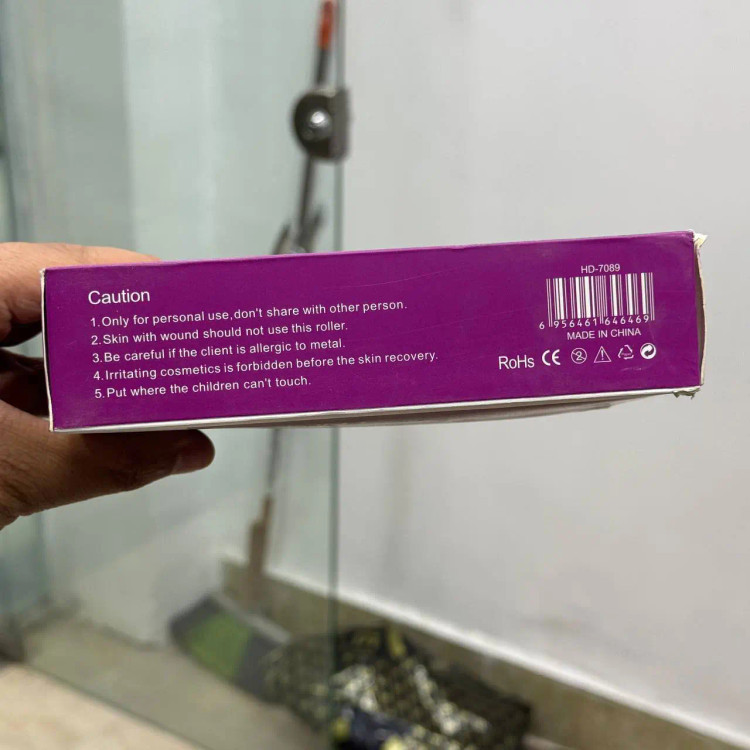 Caution
1.Only for personal use,don't share with other person.
2.Skin with wound should not use this roller.
3.Be careful if the client is allergic to metal.
4.Irritating cosmetics is forbidden before the skin recovery.
5.Put where the children can't touch.
HD-7089
6 956461 646469
MADE IN CHINA
RoHs CE